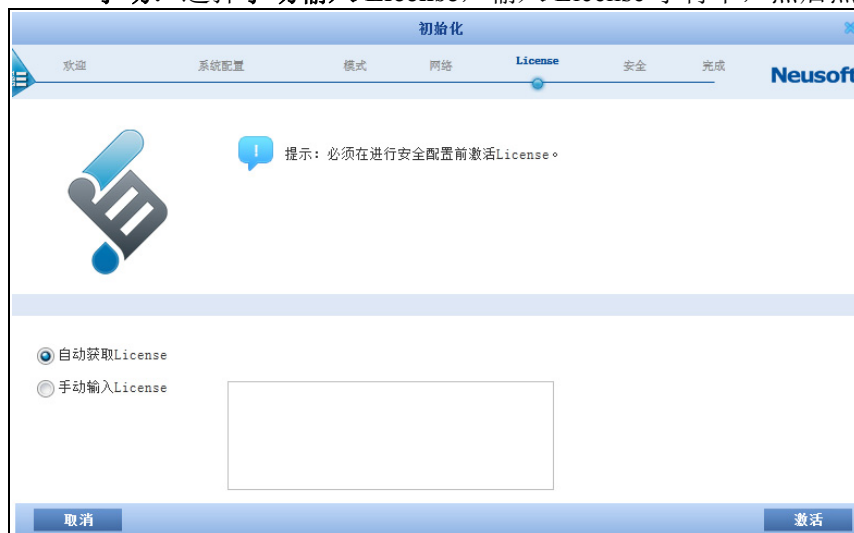 初始化
欢迎 系统配置 模式 网络 License 安全 完成
Neusoft
提示：必须在进行安全配置前激活License。
自动获取License
手动输入License
取消 激活